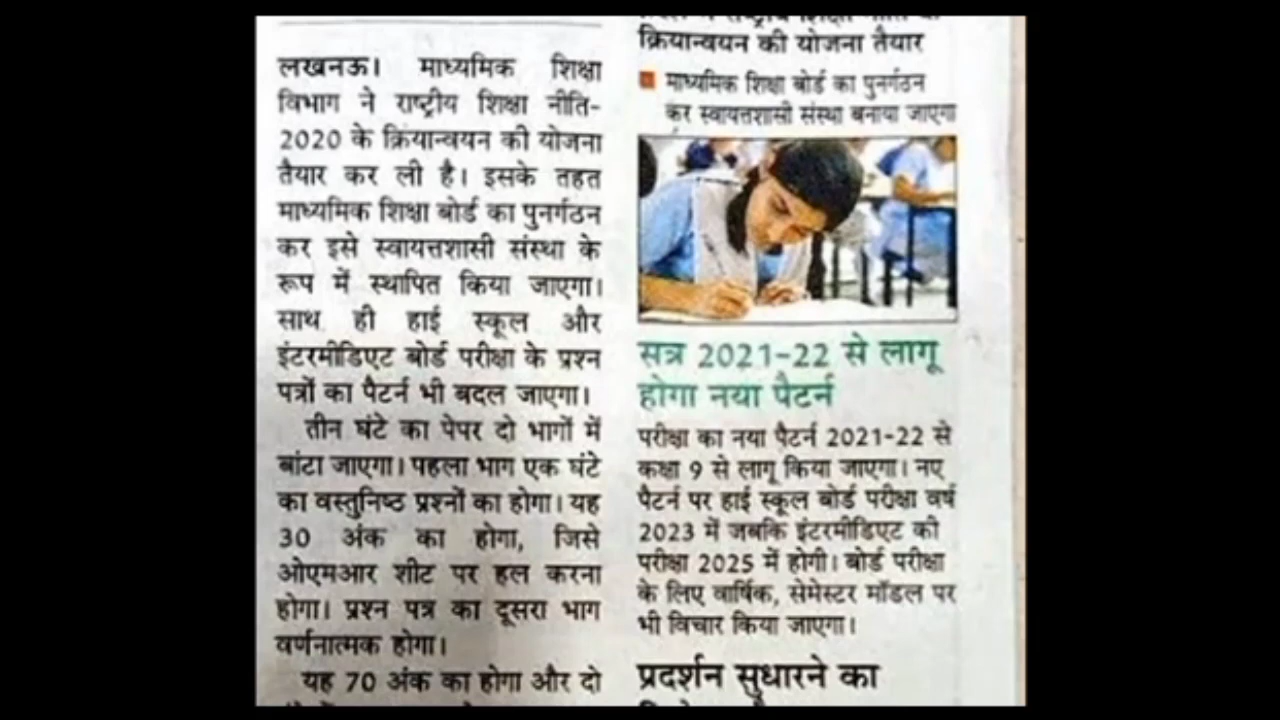 लखनऊ। माध्यमिक शिक्षा
विभाग ने राष्ट्रीय शिक्षा नीति-
2020 के क्रियान्वयन की योजना
तैयार कर ली है। इसके तहत
माध्यमिक शिक्षा बोर्ड का पुनर्गठन
कर इसे स्वायत्तशासी संस्था के
रूप में स्थापित किया जाएगा।
साथ ही हाई स्कूल और
इंटरमीडिएट बोर्ड परीक्षा के प्रश्न
पत्रों का पैटर्न भी बदल जाएगा।
तीन घंटे का पेपर दो भागों में
बांटा जाएगा। पहला भाग एक घंटे
का वस्तुनिष्ठ प्रश्नों का होगा। यह
30 अंक का होगा, जिसे
ओएमआर शीट पर हल करना
होगा। प्रश्न पत्र का दूसरा भाग
वर्णनात्मक होगा।
यह 70 अंक का होगा और दो
राष्ट्रीय शिक्षा नीति
क्रियान्वयन की योजना तैयार
माध्यमिक शिक्षा बोर्ड का पुनर्गठन
कर स्वायत्तशासी संस्था बनाया जाएगा
सत्र 2021-22 से लागू
होगा नया पैटर्न
परीक्षा का नया पैटर्न 2021-22 से
कक्षा 9 से लागू किया जाएगा। नए
पैटर्न पर हाई स्कूल बोर्ड परीक्षा वर्ष
2023 में जबकि इंटरमीडिएट की
परीक्षा 2025 में होगी। बोर्ड परीक्षा
के लिए वार्षिक, सेमेस्टर मॉडल पर
भी विचार किया जाएगा।
प्रदर्शन सुधारने का